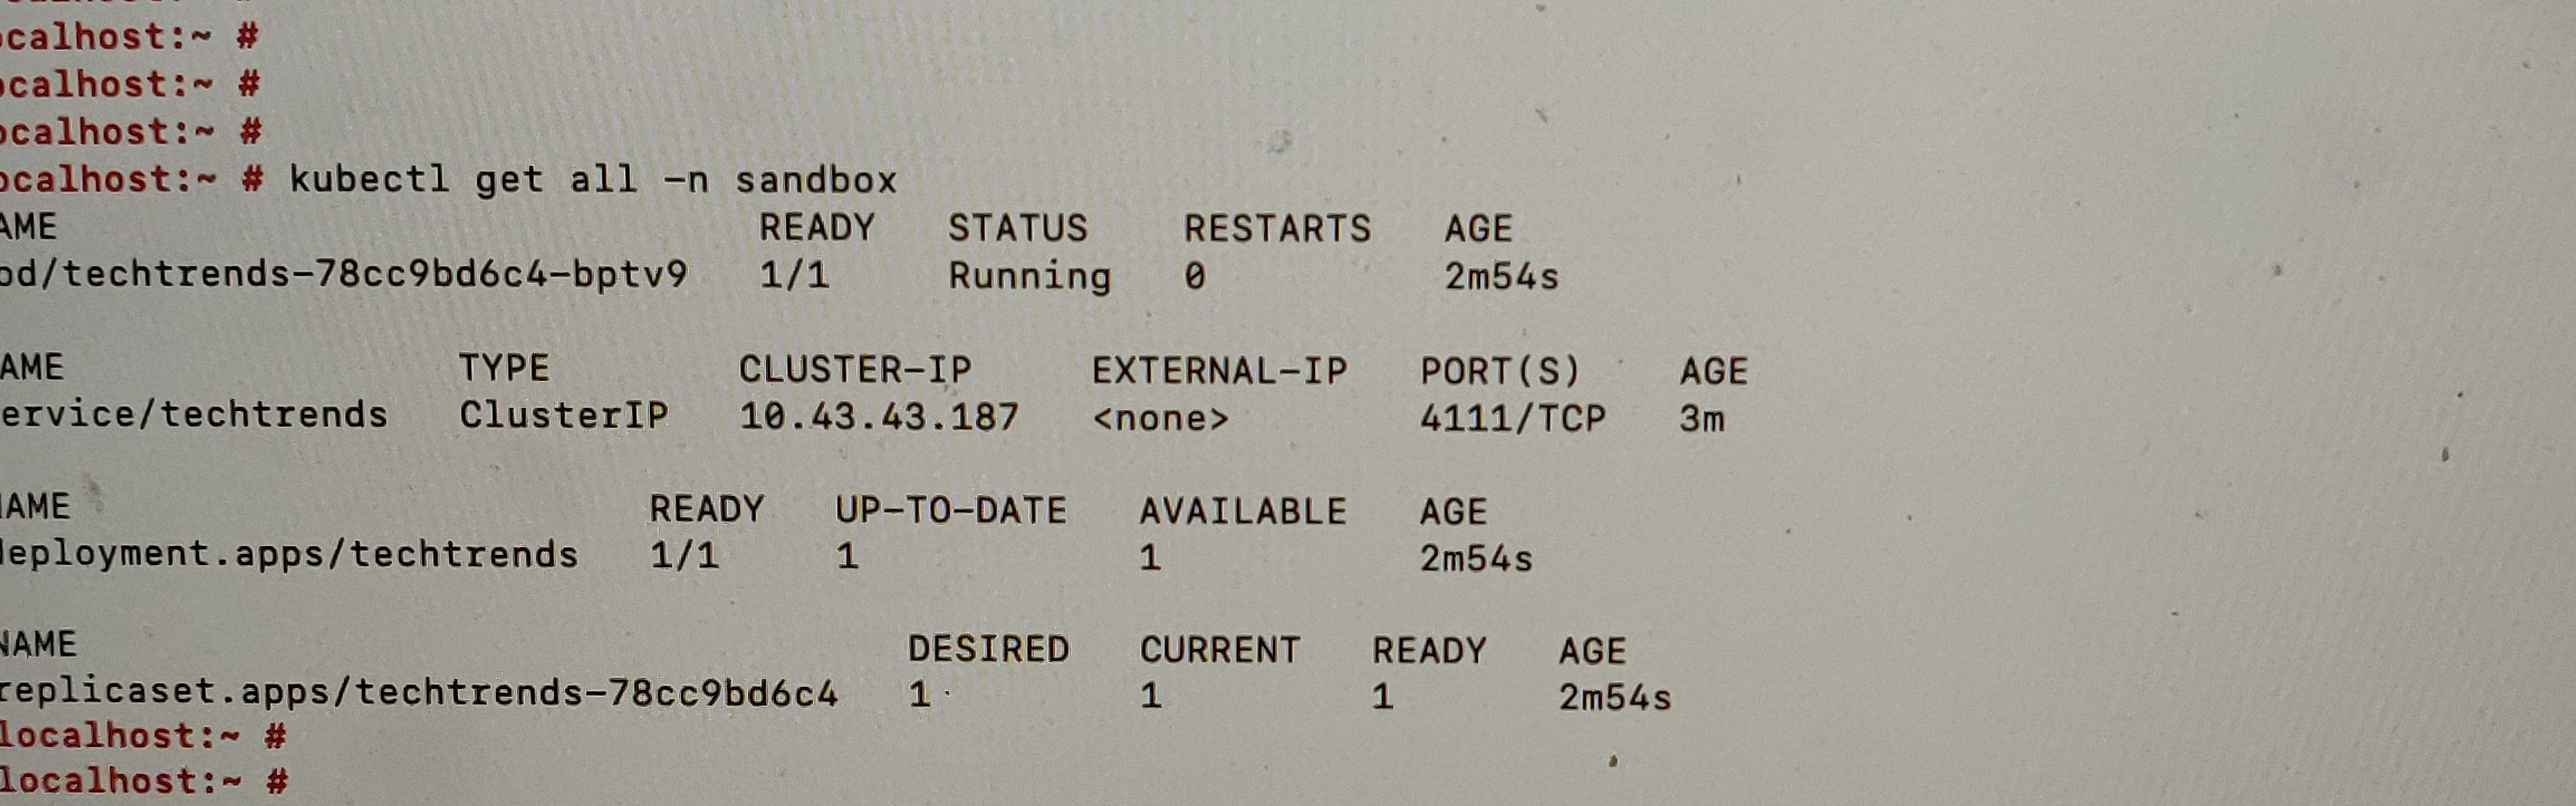 ocalhost:~ #
ocalhost:~ #
ocalhost:~ #
ocalhost:~ # kubectl get all -n sandbox
AME READY STATUS RESTARTS AGE
od/techtrends-78cc9bd6c4-bptv9 1/1 Running 0 2m54s
AME TYPE CLUSTER-IP EXTERNAL-IP PORT(S) AGE
ervice/techtrends ClusterIP 10.43.43.187 <none> 4111/TCP 3m
NAME READY UP-TO-DATE AVAILABLE AGE
deployment.apps/techtrends 1/1 1 1 2m54s
NAME DESIRED CURRENT READY AGE
replicaset.apps/techtrends-78cc9bd6c4 1 1 1 2m54s
localhost:~ #
localhost:~ #